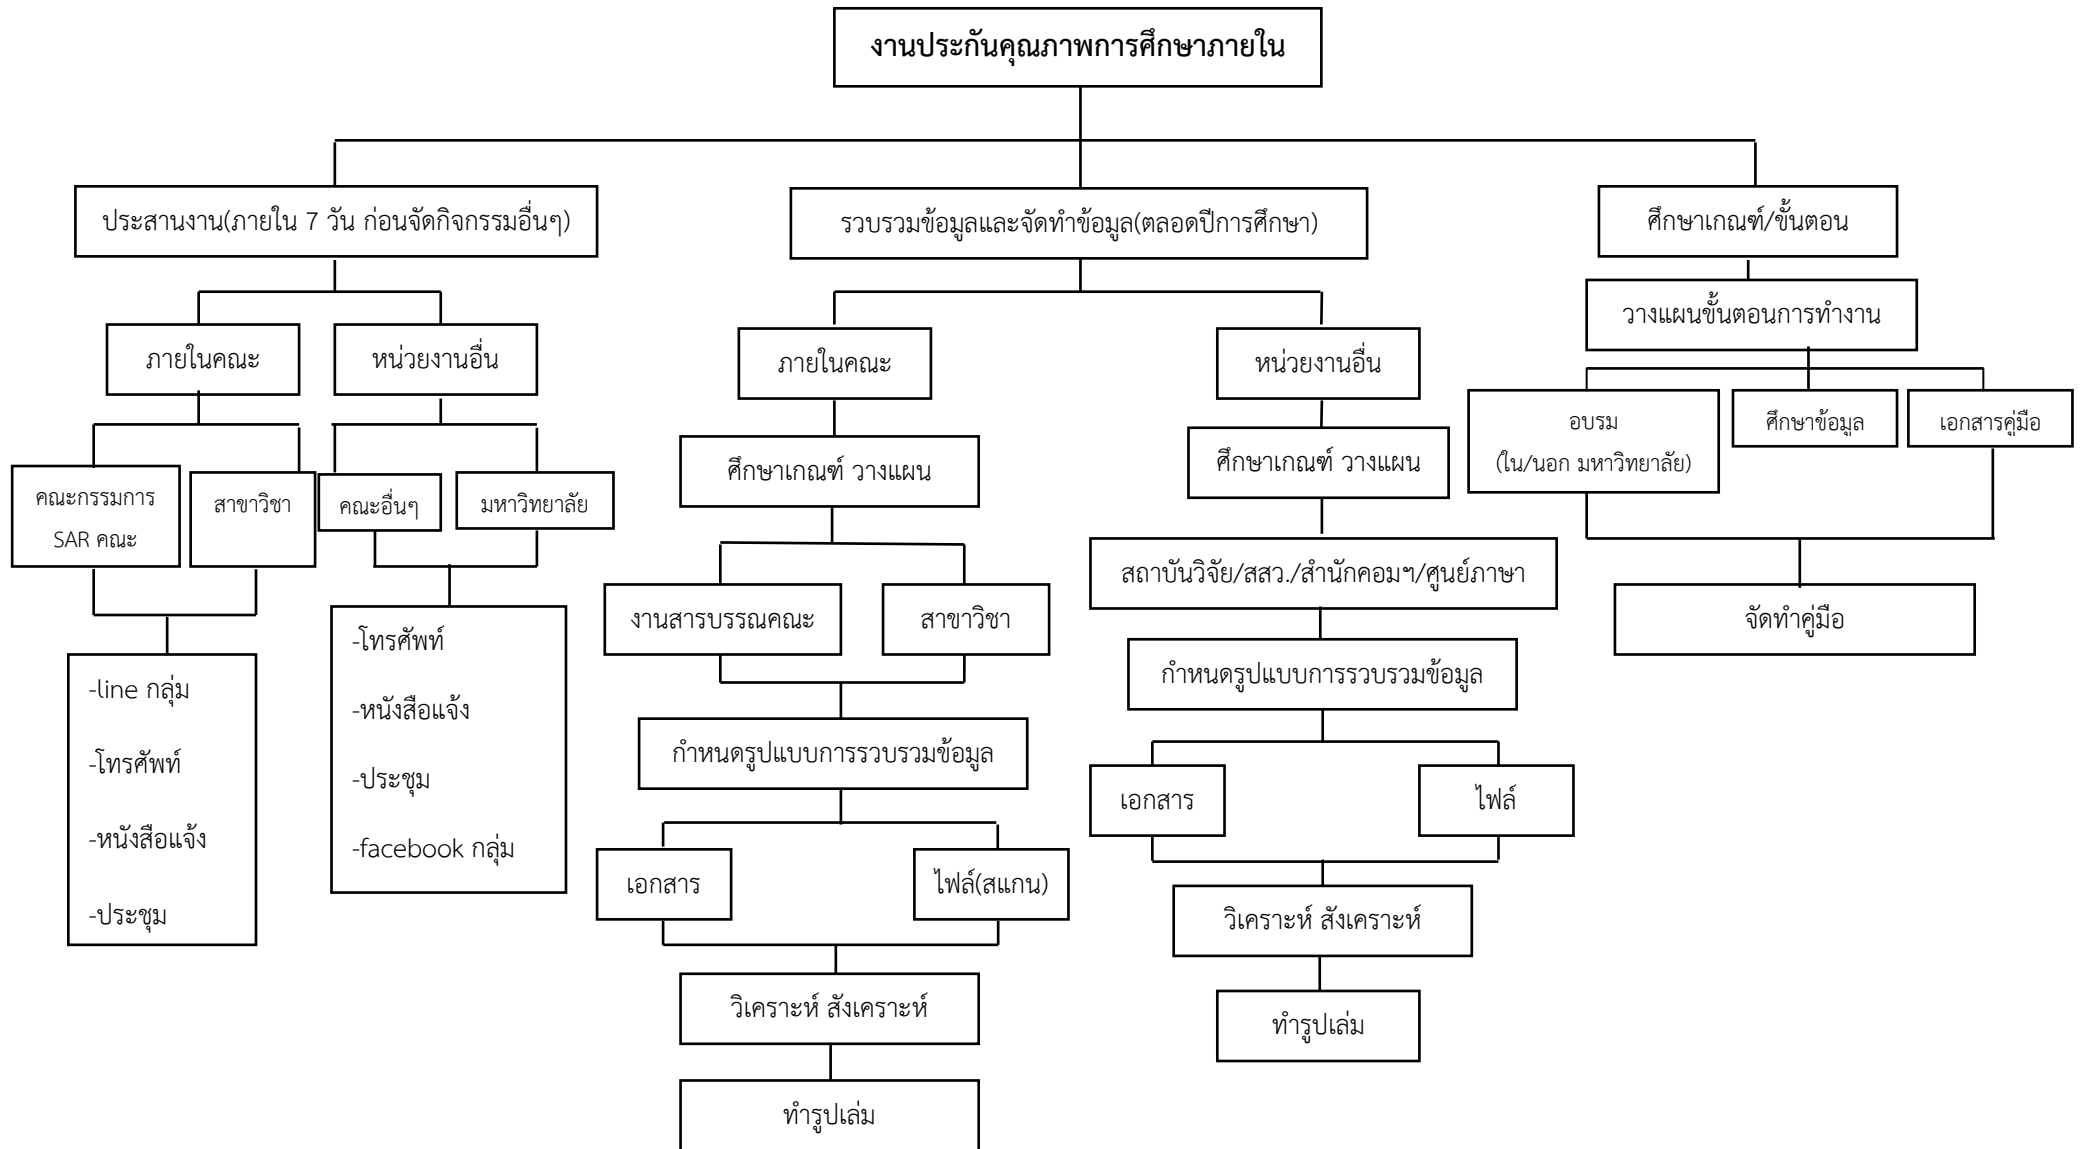 งานประกันคุณภาพการศึกษาภายใน
ประสานงาน(ภายใน 7 วัน ก่อนจัดกิจกรรมอื่นๆ)
รวบรวมข้อมูลและจัดทำข้อมูล(ตลอดปีการศึกษา)
ศึกษาเกณฑ์/ขั้นตอน
วางแผนขั้นตอนการทำงาน
ภายในคณะ
หน่วยงานอื่น
ภายในคณะ
หน่วยงานอื่น
อบรม
(ใน/นอก มหาวิทยาลัย)
ศึกษาข้อมูล
เอกสารคู่มือ
ศึกษาเกณฑ์ วางแผน
ศึกษาเกณฑ์ วางแผน
คณะกรรมการ
SAR คณะ
สาขาวิชา
คณะอื่นๆ
มหาวิทยาลัย
สถาบันวิจัย/สสว./สำนักคอมฯ/ศูนย์ภาษา
งานสารบรรณคณะ
สาขาวิชา
จัดทำคู่มือ
-line กลุ่ม
-โทรศัพท์
-หนังสือแจ้ง
-ประชุม
-โทรศัพท์
-หนังสือแจ้ง
-ประชุม
-facebook กลุ่ม
กำหนดรูปแบบการรวบรวมข้อมูล
กำหนดรูปแบบการรวบรวมข้อมูล
เอกสาร
ไฟล์(สแกน)
เอกสาร
ไฟล์
วิเคราะห์ สังเคราะห์
วิเคราะห์ สังเคราะห์
ทำรูปเล่ม
ทำรูปเล่ม